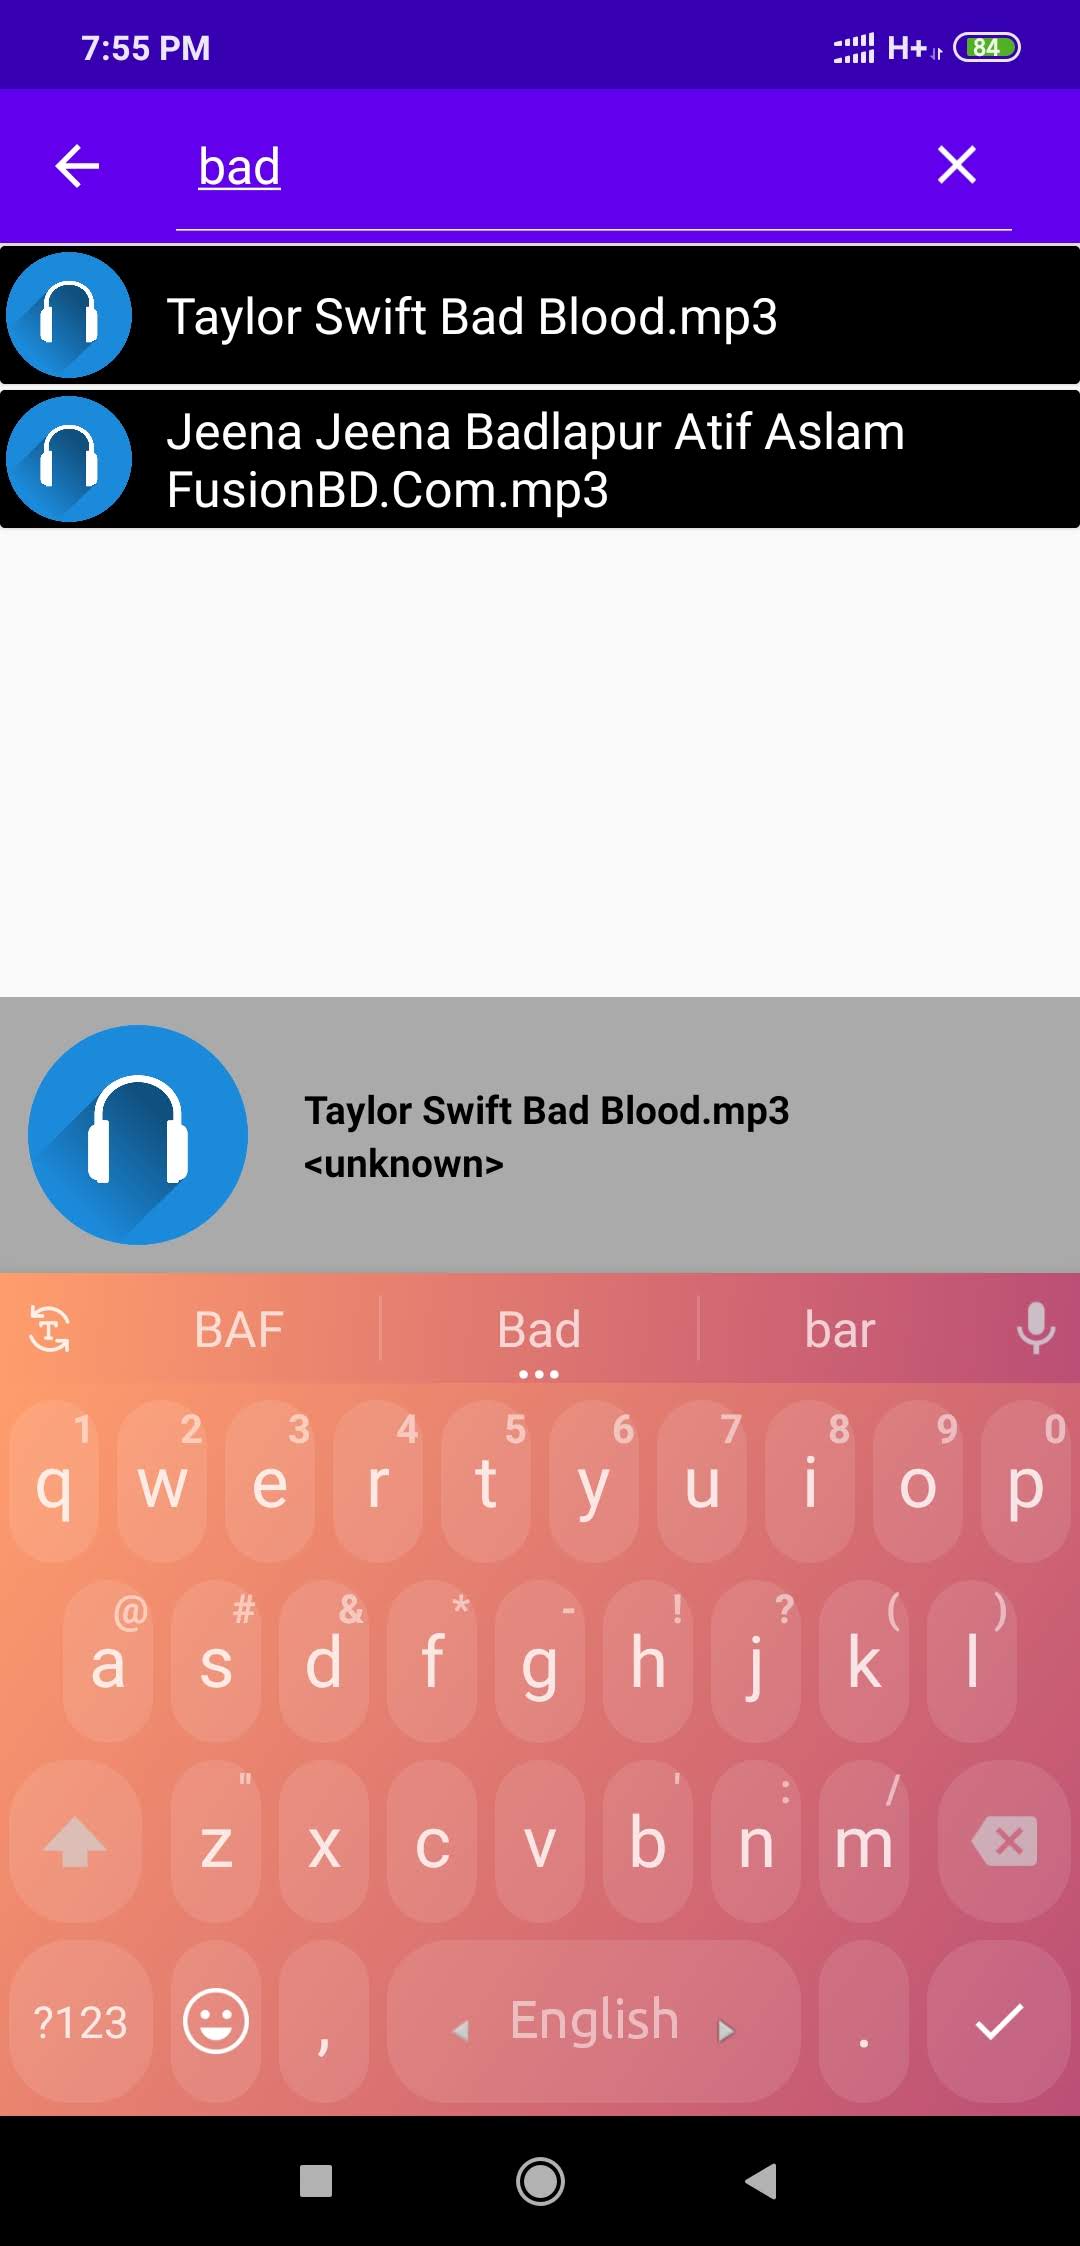 7:55 PM H+ 84
bad
Taylor Swift Bad Blood.mp3
Jeena Jeena Badlapur Atif Aslam
FusionBD.Com.mp3
Taylor Swift Bad Blood.mp3
<unknown>
T BAF Bad bar
1 2 3 4 5 6 7 8 9 0
q w e r t y u i o p
@ # & * - ! ? ( )
a s d f g h j k l
" ' : /
z x c v b n m
?123 , English .